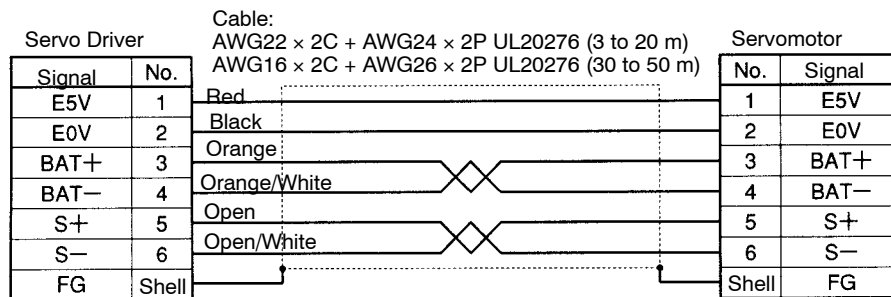 Cable:
AWG22 × 2C + AWG24 × 2P UL20276 (3 to 20 m)
AWG16 × 2C + AWG26 × 2P UL20276 (30 to 50 m)
Servo Driver
Servomotor
Signal No. No. Signal
E5V 1 Red 1 E5V
E0V 2 Black 2 E0V
BAT+ 3 Orange 3 BAT+
BAT− 4 Orange/White 4 BAT−
S+ 5 Open 5 S+
S− 6 Open/White 6 S−
FG Shell Shell FG